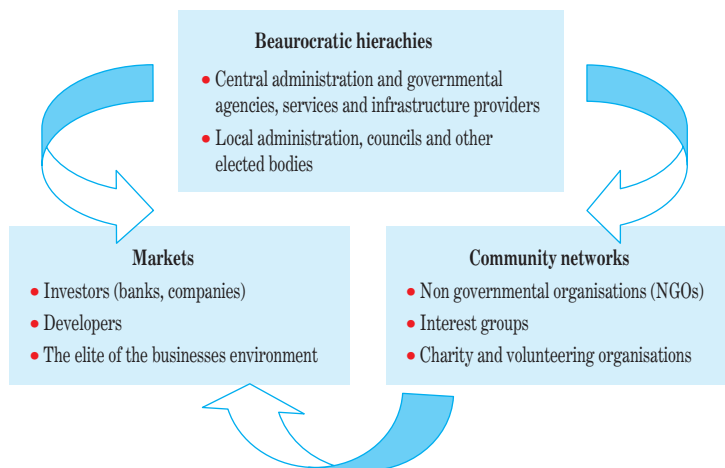 Beaurocratic hierachies
• Central administration and governmental
agencies, services and infrastructure providers
• Local administration, councils and other
elected bodies
Markets
• Investors (banks, companies)
• Developers
• The elite of the businesses environment
Community networks
• Non governmental organisations (NGOs)
• Interest groups
• Charity and volunteering organisations